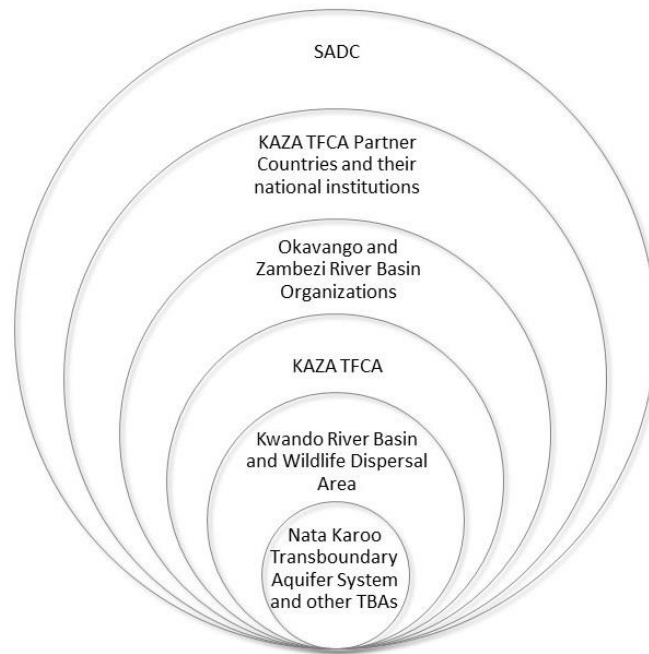 SADC
KAZA TFCA Partner
Countries and their
national institutions
Okavango and
Zambezi River Basin
Organizations
KAZA TFCA
Kwando River Basin
and Wildlife Dispersal
Area
Nata Karoo
Transboundary
Aquifer System
and other TBAs